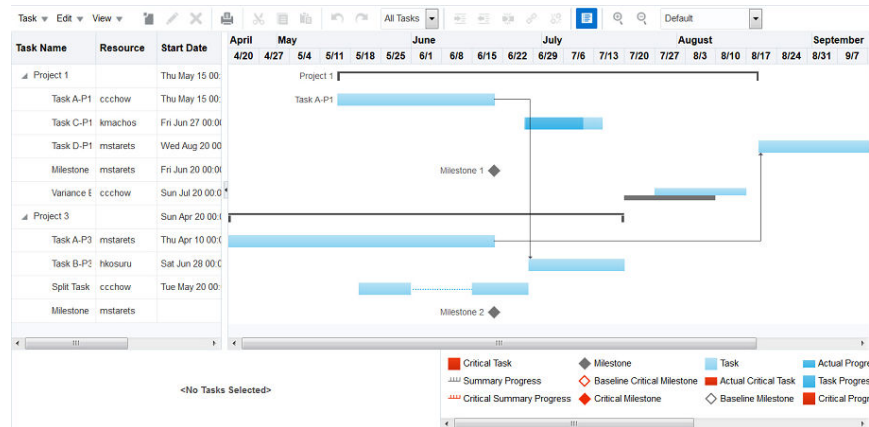 Task Edit View All Tasks Default
Task Name Resource Start Date
April May June July August September
4/20 4/27 5/4 5/11 5/18 5/25 6/1 6/8 6/15 6/22 6/29 7/6 7/13 7/20 7/27 8/3 8/10 8/17 8/24 8/31 9/7
Project 1 Thu May 15 00: Project 1
Task A-P1 ccchow Thu May 15 00: Task A-P1
Task C-P1 kmachos Fri Jun 27 00:0
Task D-P1 mstarets Wed Aug 20 00
Milestone mstarets Fri Jun 20 00:0 Milestone 1
Variance E ccchow Sun Jul 20 00:0
Project 3 Sun Apr 20 00:
Task A-P3 mstarets Thu Apr 10 00:
Task B-P3 hkosuru Sat Jun 28 00:
Split Task ccchow Tue May 20 00:
Milestone mstarets Milestone 2
<No Tasks Selected>
Critical Task Milestone Task Actual Progre
Summary Progress Baseline Critical Milestone Actual Critical Task Task Progres
Critical Summary Progress Critical Milestone Baseline Milestone Critical Progr